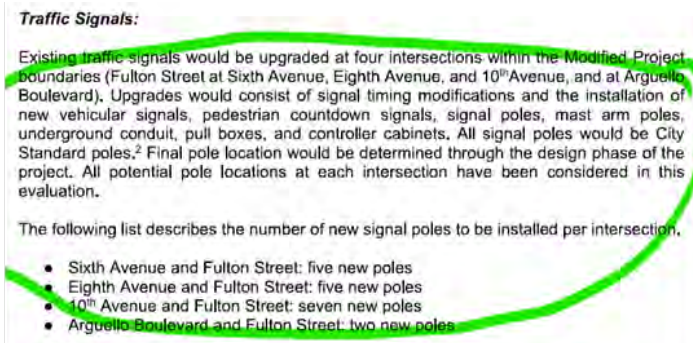 Traffic Signals:
Existing traffic signals would be upgraded at four intersections within the Modified Project
boundaries (Fulton Street at Sixth Avenue, Eighth Avenue, and 10th Avenue, and at Arguello
Boulevard). Upgrades would consist of signal timing modifications and the installation of
new vehicular signals, pedestrian countdown signals, signal poles, mast arm poles,
underground conduit, pull boxes, and controller cabinets. All signal poles would be City
Standard poles.2 Final pole location would be determined through the design phase of the
project. All potential pole locations at each intersection have been considered in this
evaluation.
The following list describes the number of new signal poles to be installed per intersection.
• Sixth Avenue and Fulton Street: five new poles
• Eighth Avenue and Fulton Street: five new poles
• 10th Avenue and Fulton Street: seven new poles
• Arguello Boulevard and Fulton Street: two new poles